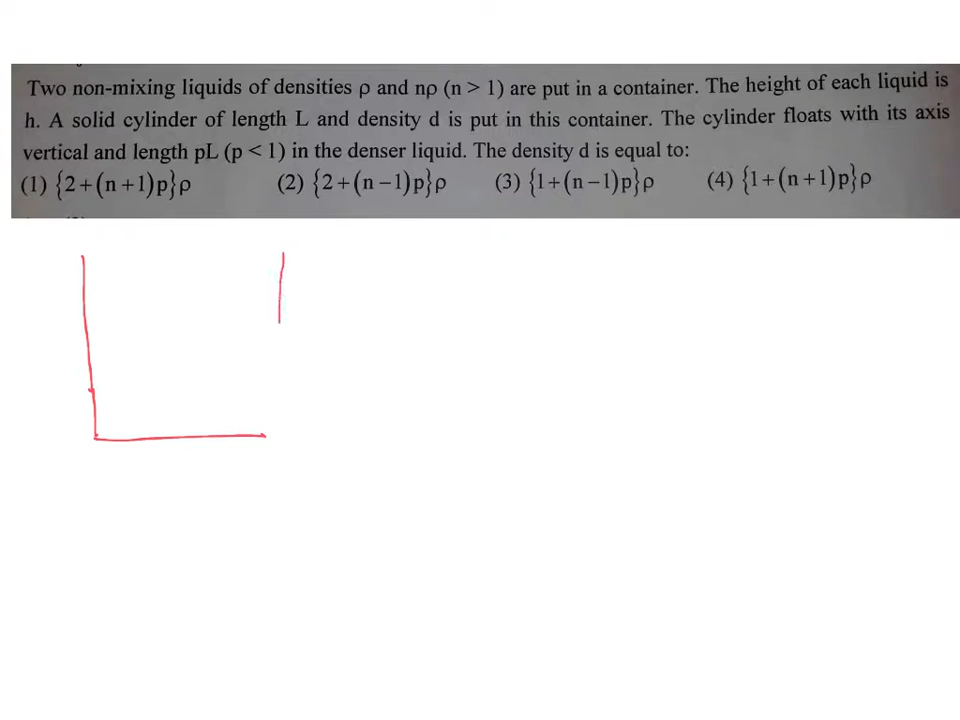 Two non-mixing liquids of densities ρ and nρ (n > 1) are put in a container. The height of each liquid is
h. A solid cylinder of length L and density d is put in this container. The cylinder floats with its axis
vertical and length pL (p < 1) in the denser liquid. The density d is equal to:
(1) {2+(n+1)p}ρ (2) {2+(n−1)p}ρ (3) {1+(n−1)p}ρ (4) {1+(n+1)p}ρ